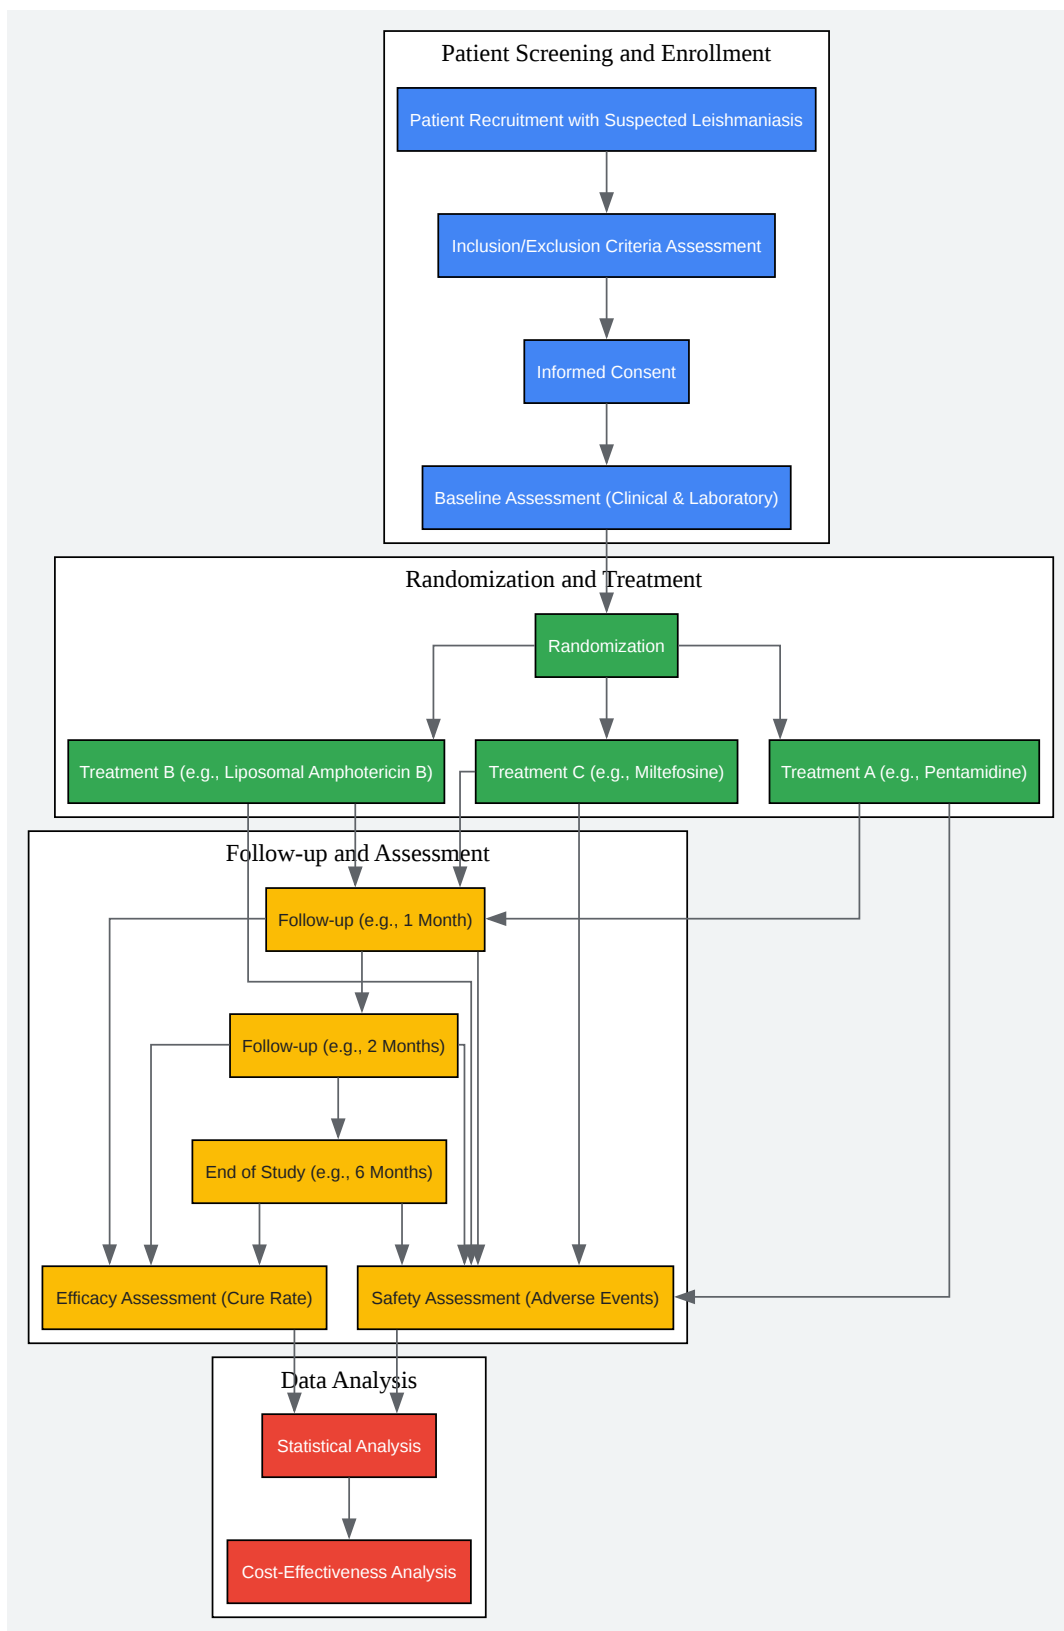 Patient Screening and Enrollment
Patient Recruitment with Suspected Leishmaniasis
Inclusion/Exclusion Criteria Assessment
Informed Consent
Baseline Assessment (Clinical & Laboratory)
Randomization and Treatment
Randomization
Treatment B (e.g., Liposomal Amphotericin B)
Treatment C (e.g., Miltefosine)
Treatment A (e.g., Pentamidine)
Follow-up and Assessment
Follow-up (e.g., 1 Month)
Follow-up (e.g., 2 Months)
End of Study (e.g., 6 Months)
Efficacy Assessment (Cure Rate)
Safety Assessment (Adverse Events)
Data Analysis
Statistical Analysis
Cost-Effectiveness Analysis